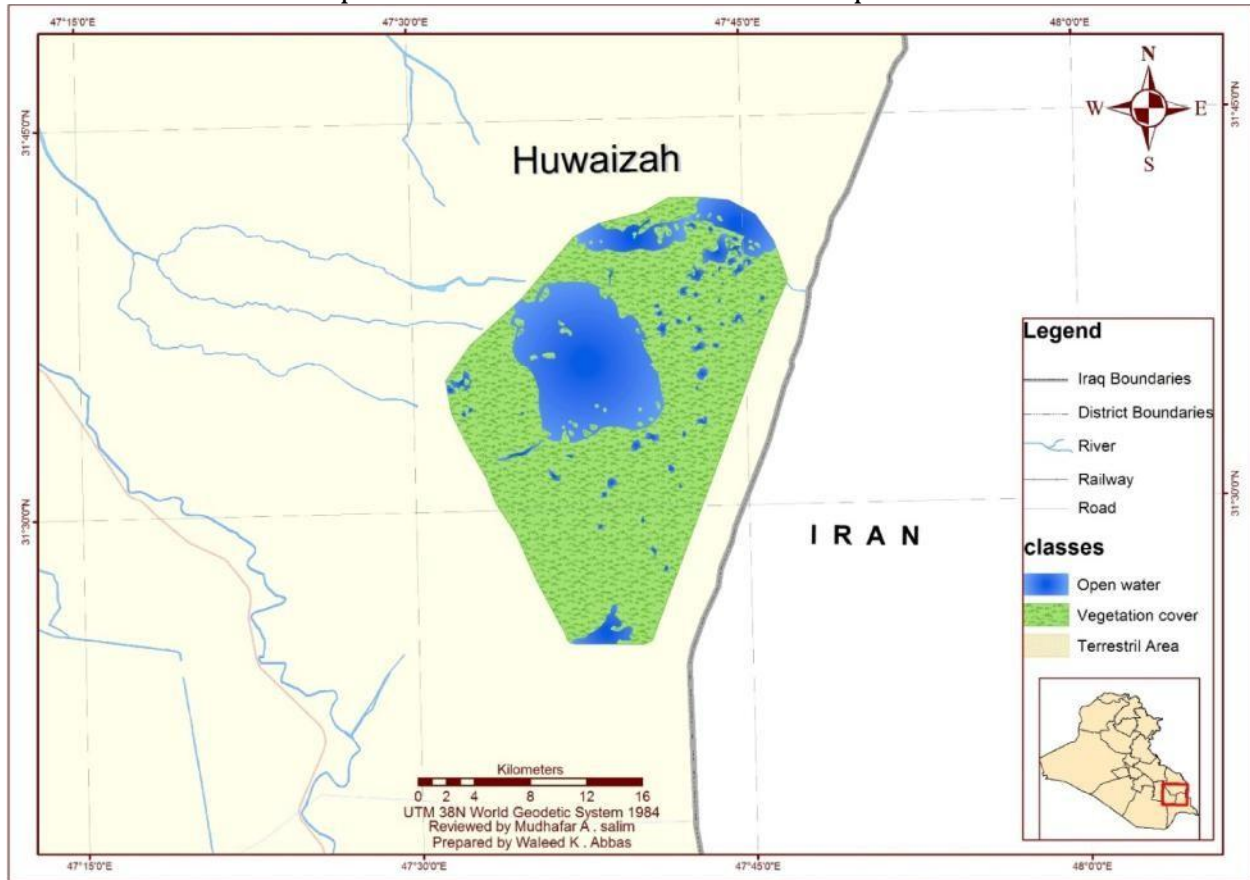 47°15'0"E 47°30'0"E 47°45'0"E 48°0'0"E
N
W E
S
31°45'0"N 31°45'0"N
Huwaizah
Legend
Iraq Boundaries
District Boundaries
River
Railway
Road
31°30'0"N 31°30'0"N
IRAN
classes
Open water
Vegetation cover
Terrestril Area
Kilometers
0 2 4 8 12 16
UTM 38N World Geodetic System 1984
Reviewed by Mudhafar A . salim
Prepared by Waleed K . Abbas
47°15'0"E 47°30'0"E 47°45'0"E 48°0'0"E